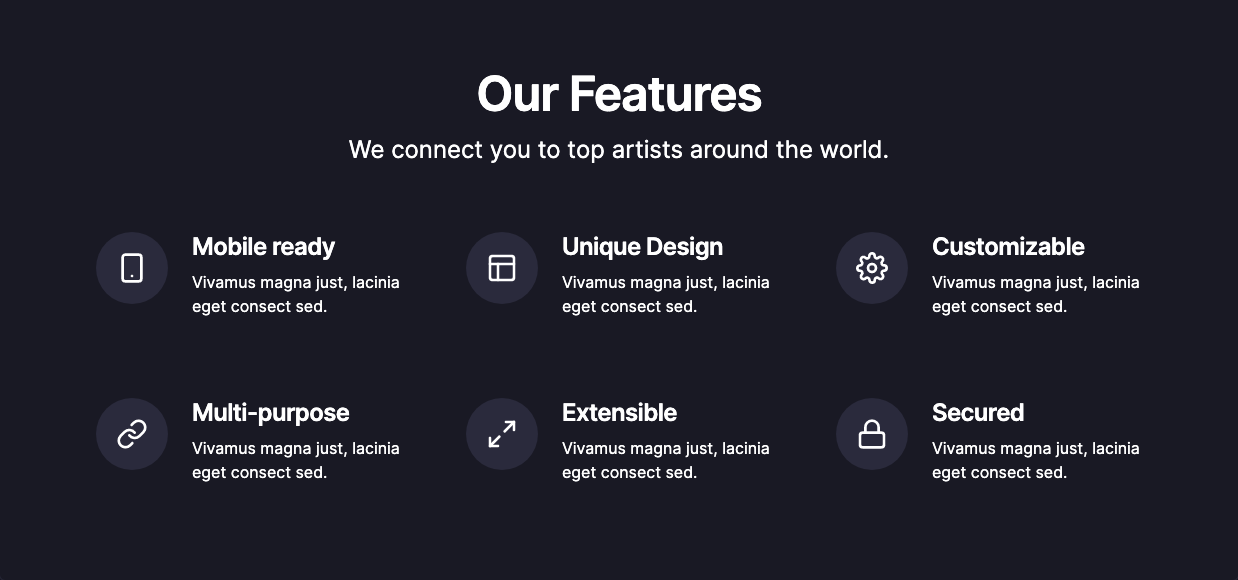 Our Features
We connect you to top artists around the world.
Mobile ready
Vivamus magna just, lacinia
eget consect sed.
Unique Design
Vivamus magna just, lacinia
eget consect sed.
Customizable
Vivamus magna just, lacinia
eget consect sed.
Multi-purpose
Vivamus magna just, lacinia
eget consect sed.
Extensible
Vivamus magna just, lacinia
eget consect sed.
Secured
Vivamus magna just, lacinia
eget consect sed.